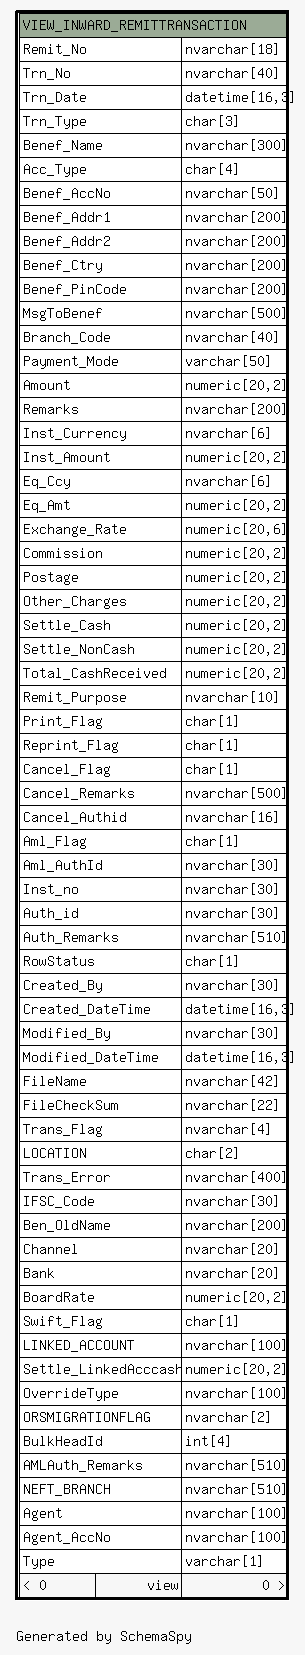 VIEW_INWARD_REMITTRANSACTION
Remit_No nvarchar[18]
Trn_No nvarchar[40]
Trn_Date datetime[16,3]
Trn_Type char[3]
Benef_Name nvarchar[300]
Acc_Type char[4]
Benef_AccNo nvarchar[50]
Benef_Addr1 nvarchar[200]
Benef_Addr2 nvarchar[200]
Benef_Ctry nvarchar[200]
Benef_PinCode nvarchar[200]
MsgToBenef nvarchar[500]
Branch_Code nvarchar[40]
Payment_Mode varchar[50]
Amount numeric[20,2]
Remarks nvarchar[200]
Inst_Currency nvarchar[6]
Inst_Amount numeric[20,2]
Eq_Ccy nvarchar[6]
Eq_Amt numeric[20,2]
Exchange_Rate numeric[20,6]
Commission numeric[20,2]
Postage numeric[20,2]
Other_Charges numeric[20,2]
Settle_Cash numeric[20,2]
Settle_NonCash numeric[20,2]
Total_CashReceived numeric[20,2]
Remit_Purpose nvarchar[10]
Print_Flag char[1]
Reprint_Flag char[1]
Cancel_Flag char[1]
Cancel_Remarks nvarchar[500]
Cancel_Authid nvarchar[16]
Aml_Flag char[1]
Aml_AuthId nvarchar[30]
Inst_no nvarchar[30]
Auth_id nvarchar[30]
Auth_Remarks nvarchar[510]
RowStatus char[1]
Created_By nvarchar[30]
Created_DateTime datetime[16,3]
Modified_By nvarchar[30]
Modified_DateTime datetime[16,3]
FileName nvarchar[42]
FileCheckSum nvarchar[22]
Trans_Flag nvarchar[4]
LOCATION char[2]
Trans_Error nvarchar[400]
IFSC_Code nvarchar[30]
Ben_OldName nvarchar[200]
Channel nvarchar[20]
Bank nvarchar[20]
BoardRate numeric[20,2]
Swift_Flag char[1]
LINKED_ACCOUNT nvarchar[100]
Settle_LinkedAcccash numeric[20,2]
OverrideType nvarchar[100]
ORSMIGRATIONFLAG nvarchar[2]
BulkHeadId int[4]
AMLAuth_Remarks nvarchar[510]
NEFT_BRANCH nvarchar[510]
Agent nvarchar[100]
Agent_AccNo nvarchar[100]
Type varchar[1]
< 0 view 0 >
Generated by SchemaSpy